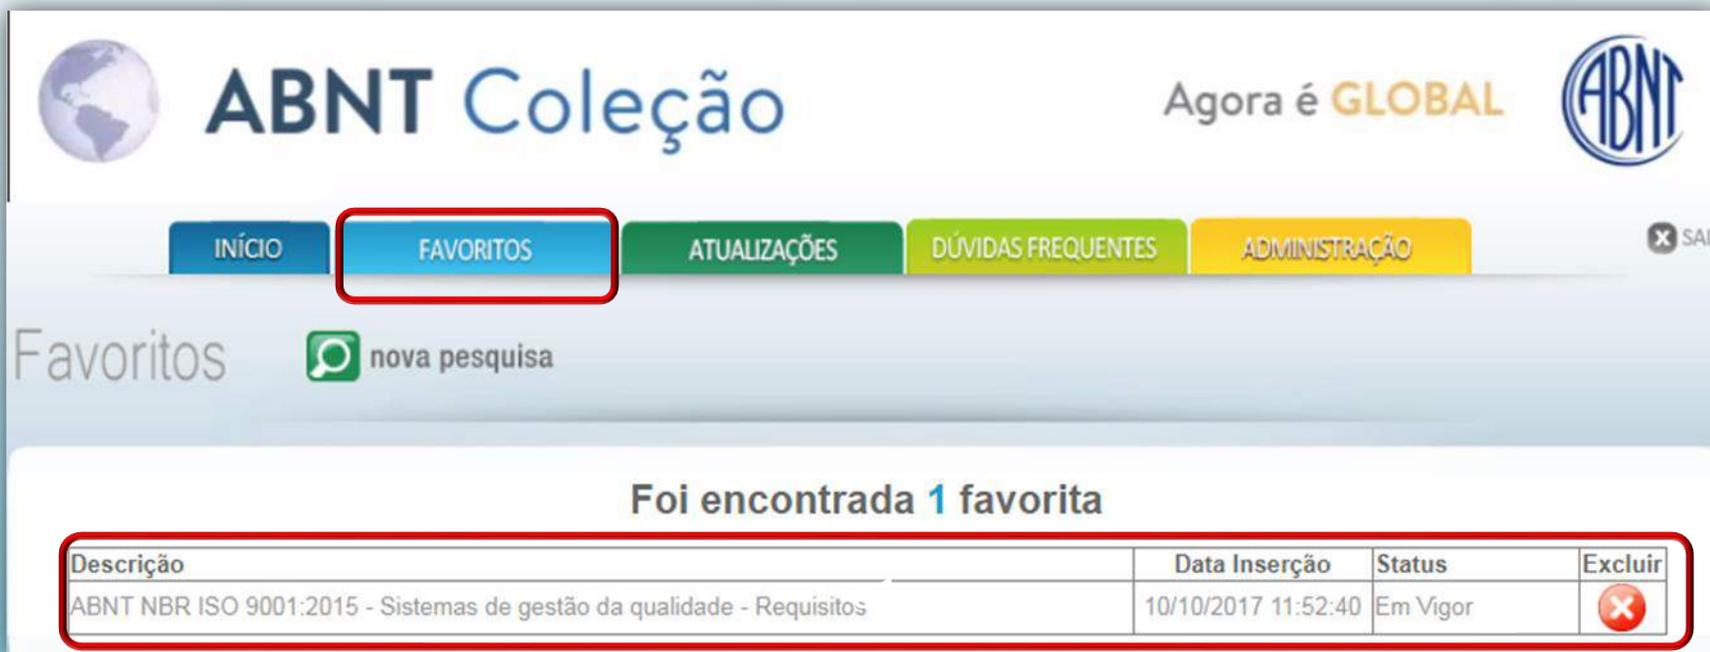 ABNT Coleção
Agora é GLOBAL
ABNT
INÍCIO
FAVORITOS
ATUALIZAÇÕES
DÚVIDAS FREQUENTES
ADMINISTRAÇÃO
Favoritos
nova pesquisa
Foi encontrada 1 favorita
Descrição Data Inserção Status Excluir
ABNT NBR ISO 9001:2015 - Sistemas de gestão da qualidade - Requisitos 10/10/2017 11:52:40 Em Vigor